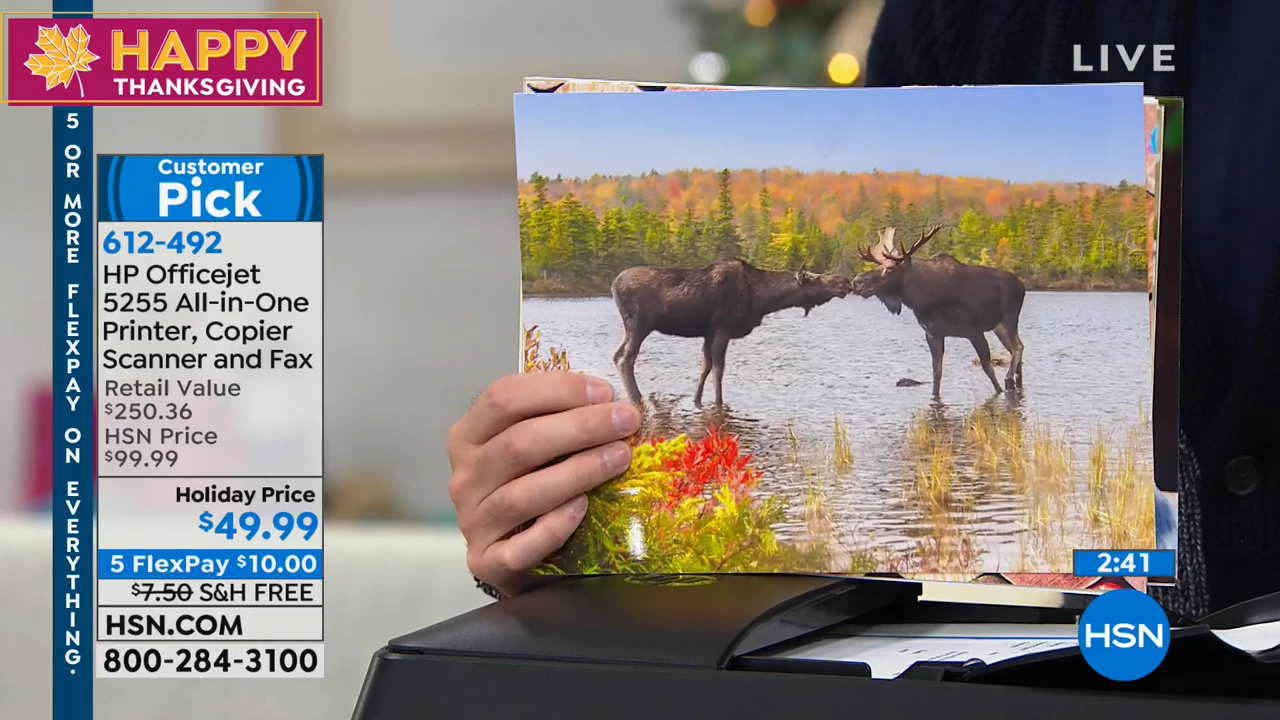 HAPPY
THANKSGIVING
LIVE
5 OR MORE FLEXPAY ON EVERYTHING.
Customer
Pick
612-492
HP Officejet
5255 All-in-One
Printer, Copier
Scanner and Fax
Retail Value
$250.36
HSN Price
$99.99
Holiday Price
$49.99
5 FlexPay $10.00
$7.50 S&H FREE
HSN.COM
800-284-3100
2:41
HSN